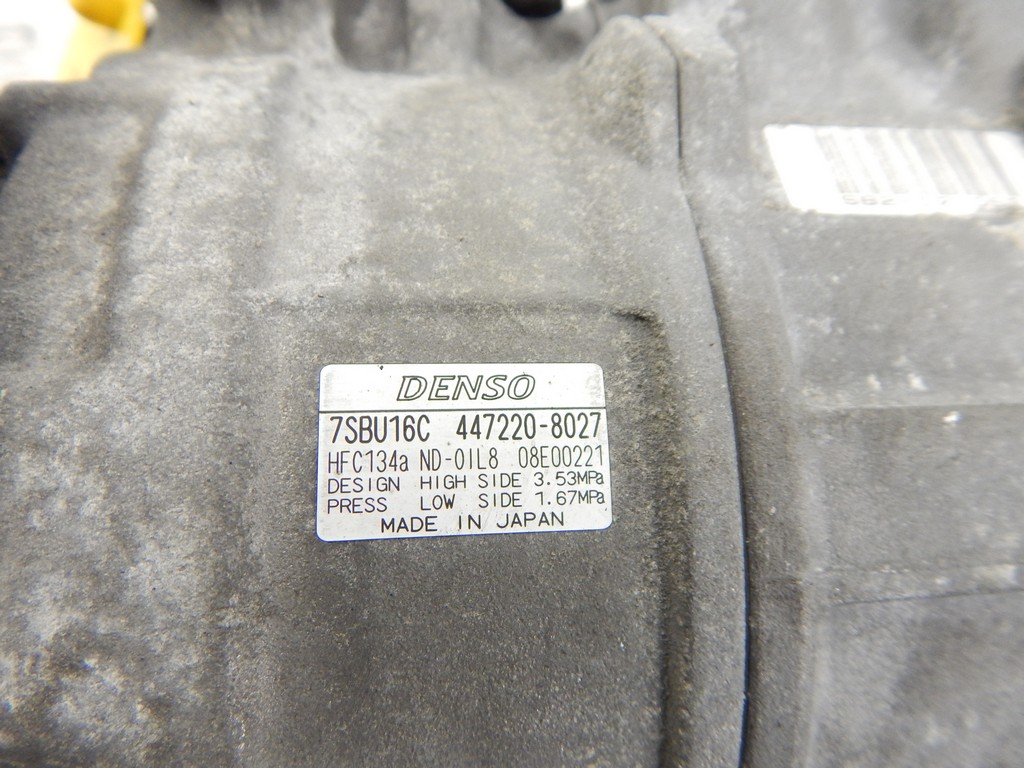 DENSO
7SBU16C 447220-8027
HFC134a ND-OIL8 08E00221
DESIGN HIGH SIDE 3.53MPa
PRESS LOW SIDE 1.67MPa
MADE IN JAPAN